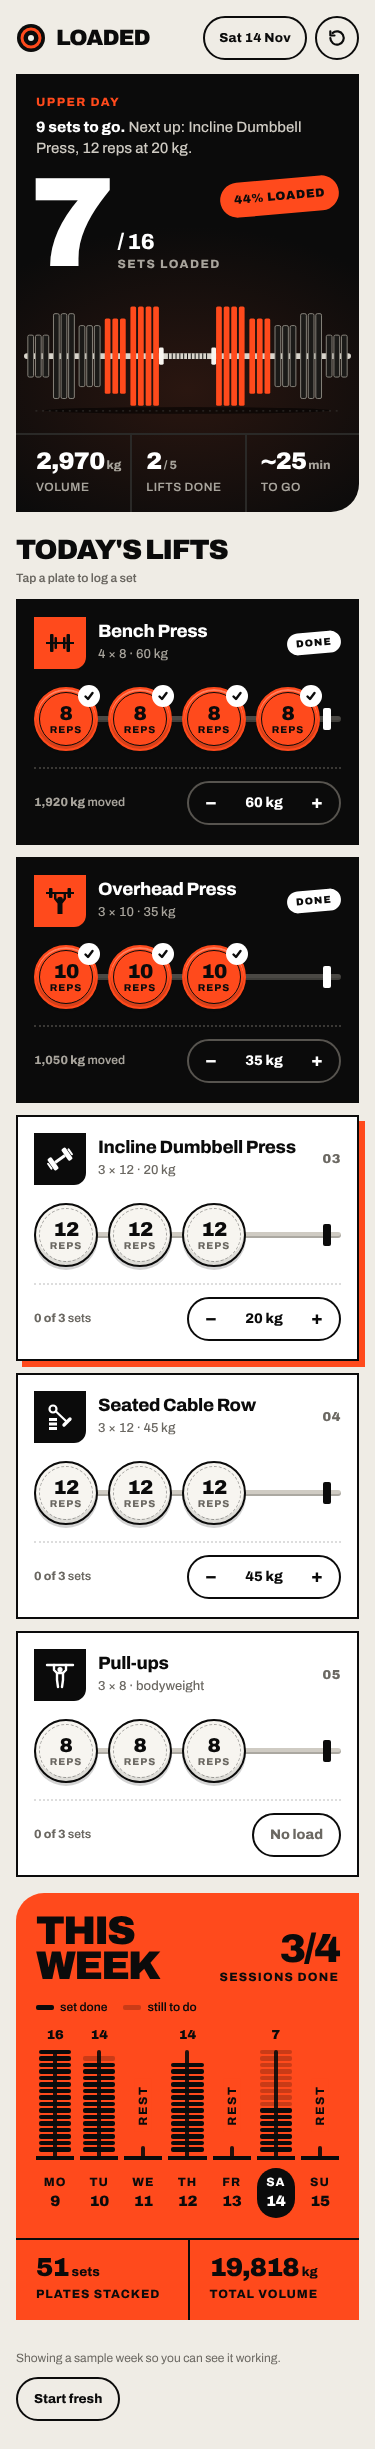 LOADED
Sat 14 Nov
UPPER DAY
9 sets to go. Next up: Incline Dumbbell
Press, 12 reps at 20 kg.
7 / 16
SETS LOADED
44% LOADED
2,970 kg
VOLUME
2 / 5
LIFTS DONE
~25 min
TO GO
TODAY'S LIFTS
Tap a plate to log a set
Bench Press
4 × 8 · 60 kg
DONE
8 8 8 8
REPS REPS REPS REPS
1,920 kg moved
− 60 kg +
Overhead Press
3 × 10 · 35 kg
DONE
10 10 10
REPS REPS REPS
1,050 kg moved
− 35 kg +
Incline Dumbbell Press
3 × 12 · 20 kg
03
12 12 12
REPS REPS REPS
0 of 3 sets
− 20 kg +
Seated Cable Row
3 × 12 · 45 kg
04
12 12 12
REPS REPS REPS
0 of 3 sets
− 45 kg +
Pull-ups
3 × 8 · bodyweight
05
8 8 8
REPS REPS REPS
0 of 3 sets
No load
THIS
WEEK
3/4
SESSIONS DONE
set done still to do
16 14 14 7
REST REST REST
MO TU WE TH FR SA SU
9 10 11 12 13 14 15
51 sets
PLATES STACKED
19,818 kg
TOTAL VOLUME
Showing a sample week so you can see it working.
Start fresh